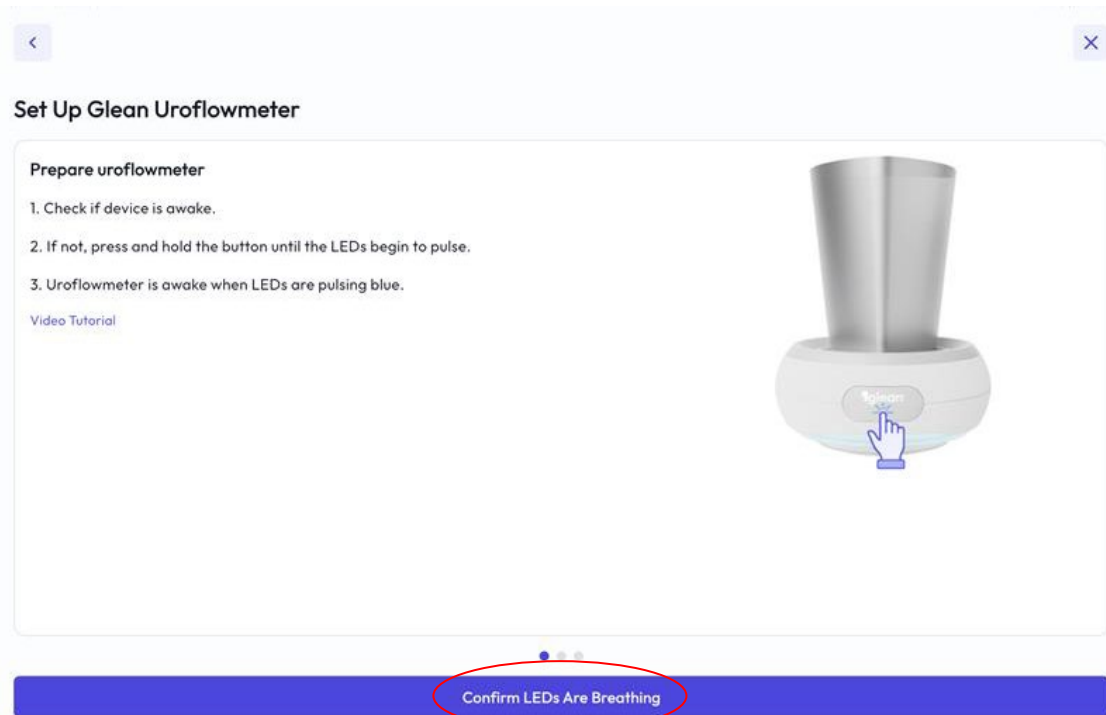 Set Up Glean Uroflowmeter
Prepare uroflowmeter
1. Check if device is awake.
2. If not, press and hold the button until the LEDs begin to pulse.
3. Uroflowmeter is awake when LEDs are pulsing blue.
Video Tutorial
glean
Confirm LEDs Are Breathing